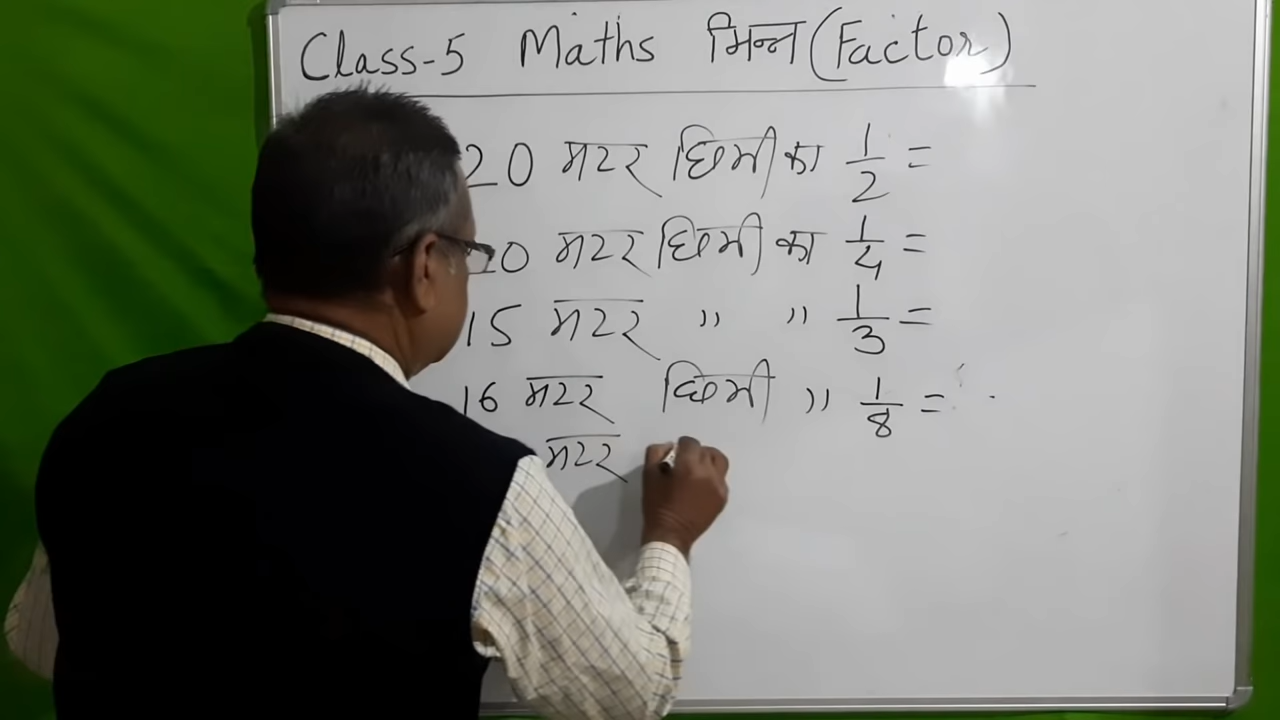 Class-5 Maths भिन्न (Factor)
20 मटर छिमी का 1/2 =
20 मटर छिमी का 1/4 =
15 मटर " " 1/3 =
16 मटर छिमी " 1/8 =
मटर